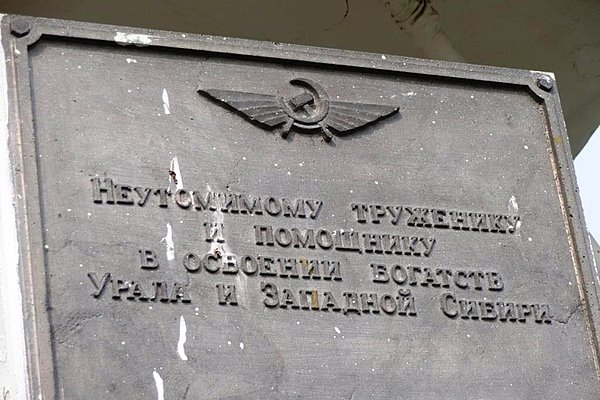 Неутомимому труженику
и помощнику
в освоении богатств
Урала и Западной Сибири